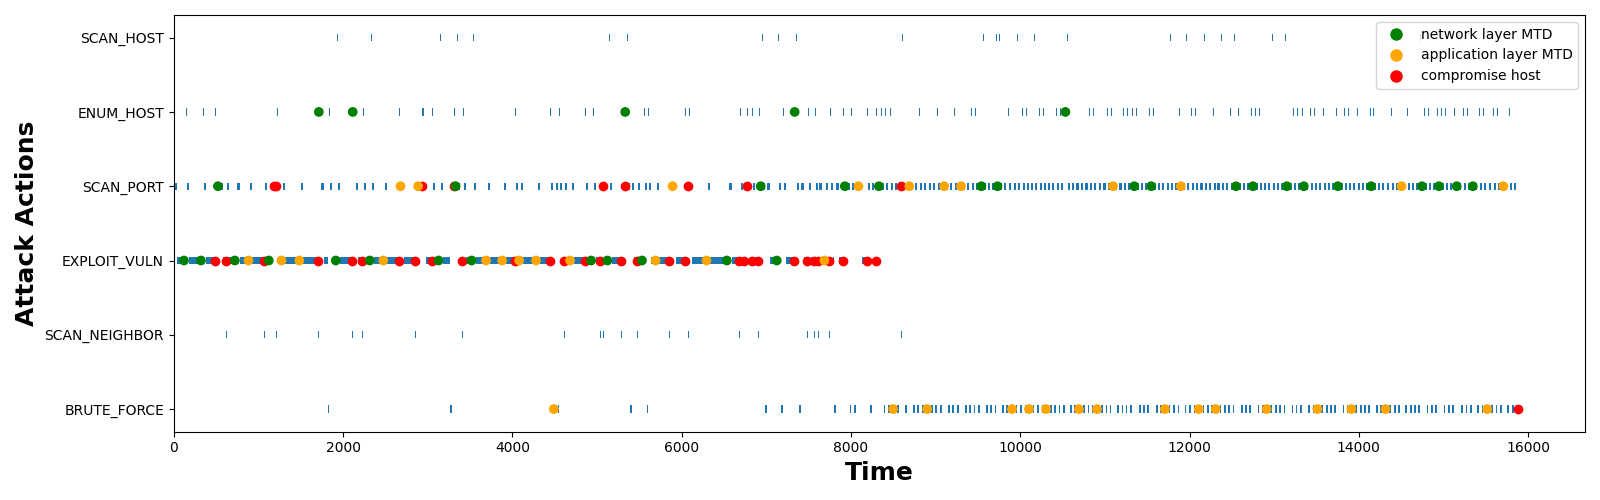 Attack Actions
SCAN_HOST
ENUM_HOST
SCAN_PORT
EXPLOIT_VULN
SCAN_NEIGHBOR
BRUTE_FORCE
network layer MTD
application layer MTD
compromise host
0 2000 4000 6000 8000 10000 12000 14000 16000
Time